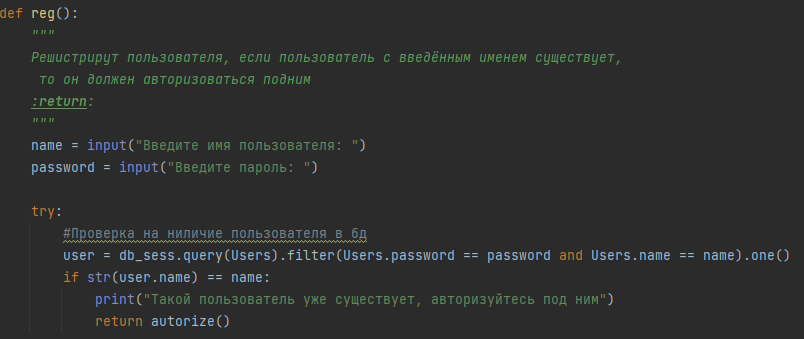 def reg():
"""
Решистрирут пользователя, если пользователь с введённым именем существует,
то он должен авторизоваться подним
:return:
"""
name = input("Введите имя пользователя: ")
password = input("Введите пароль: ")
try:
#Проверка на ниличие пользователя в бд
user = db_sess.query(Users).filter(Users.password == password and Users.name == name).one()
if str(user.name) == name:
print("Такой пользователь уже существует, авторизуйтесь под ним")
return autorize()